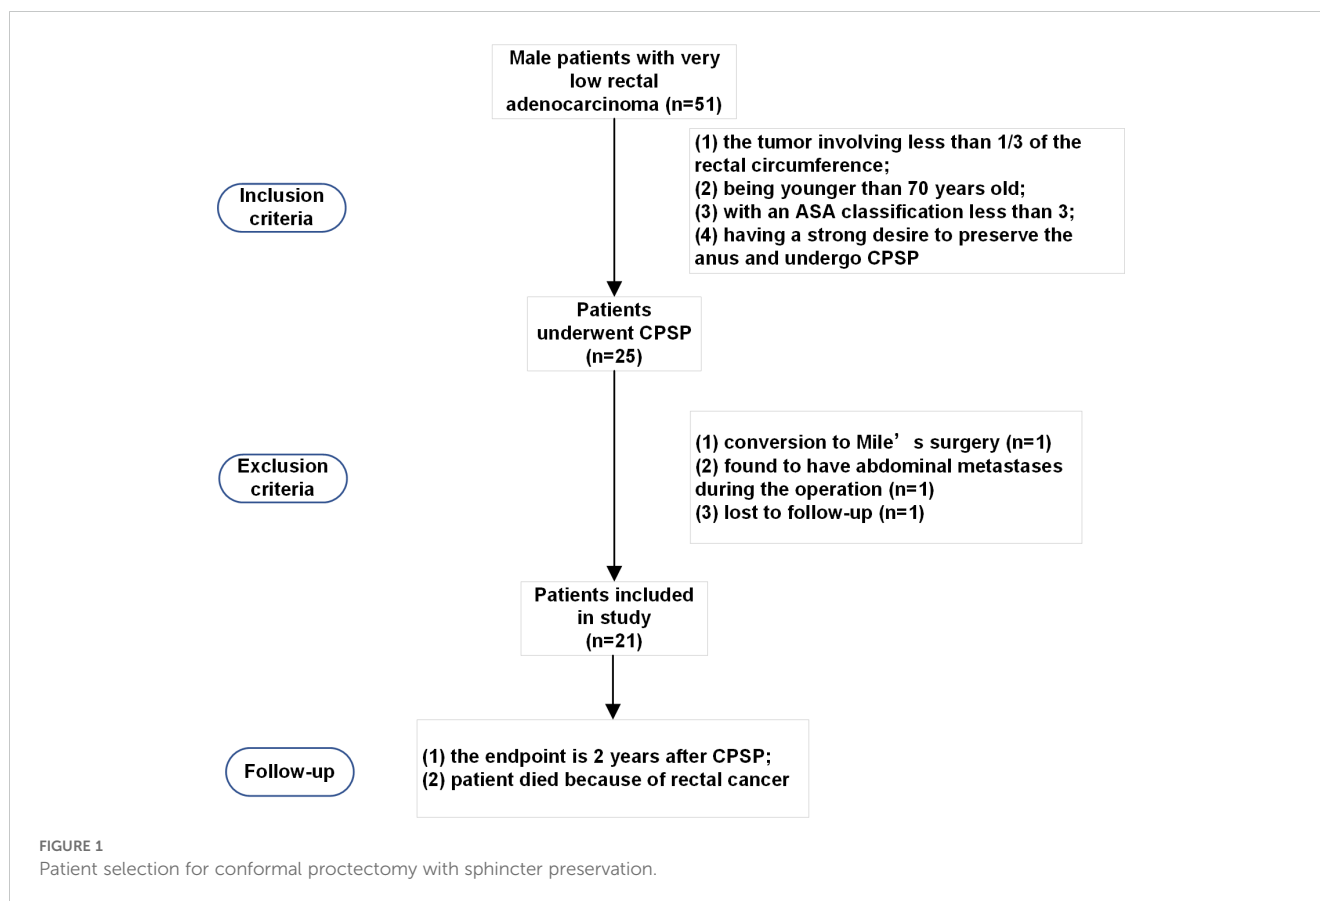 Male patients with very
low rectal
adenocarcinoma (n=51)
Inclusion
criteria
(1) the tumor involving less than 1/3 of the
rectal circumference;
(2) being younger than 70 years old;
(3) with an ASA classification less than 3;
(4) having a strong desire to preserve the
anus and undergo CPSP
Patients
underwent CPSP
(n=25)
Exclusion
criteria
(1) conversion to Mile’ s surgery (n=1)
(2) found to have abdominal metastases
during the operation (n=1)
(3) lost to follow-up (n=1)
Patients included
in study
(n=21)
Follow-up
(1) the endpoint is 2 years after CPSP;
(2) patient died because of rectal cancer
FIGURE 1
Patient selection for conformal proctectomy with sphincter preservation.